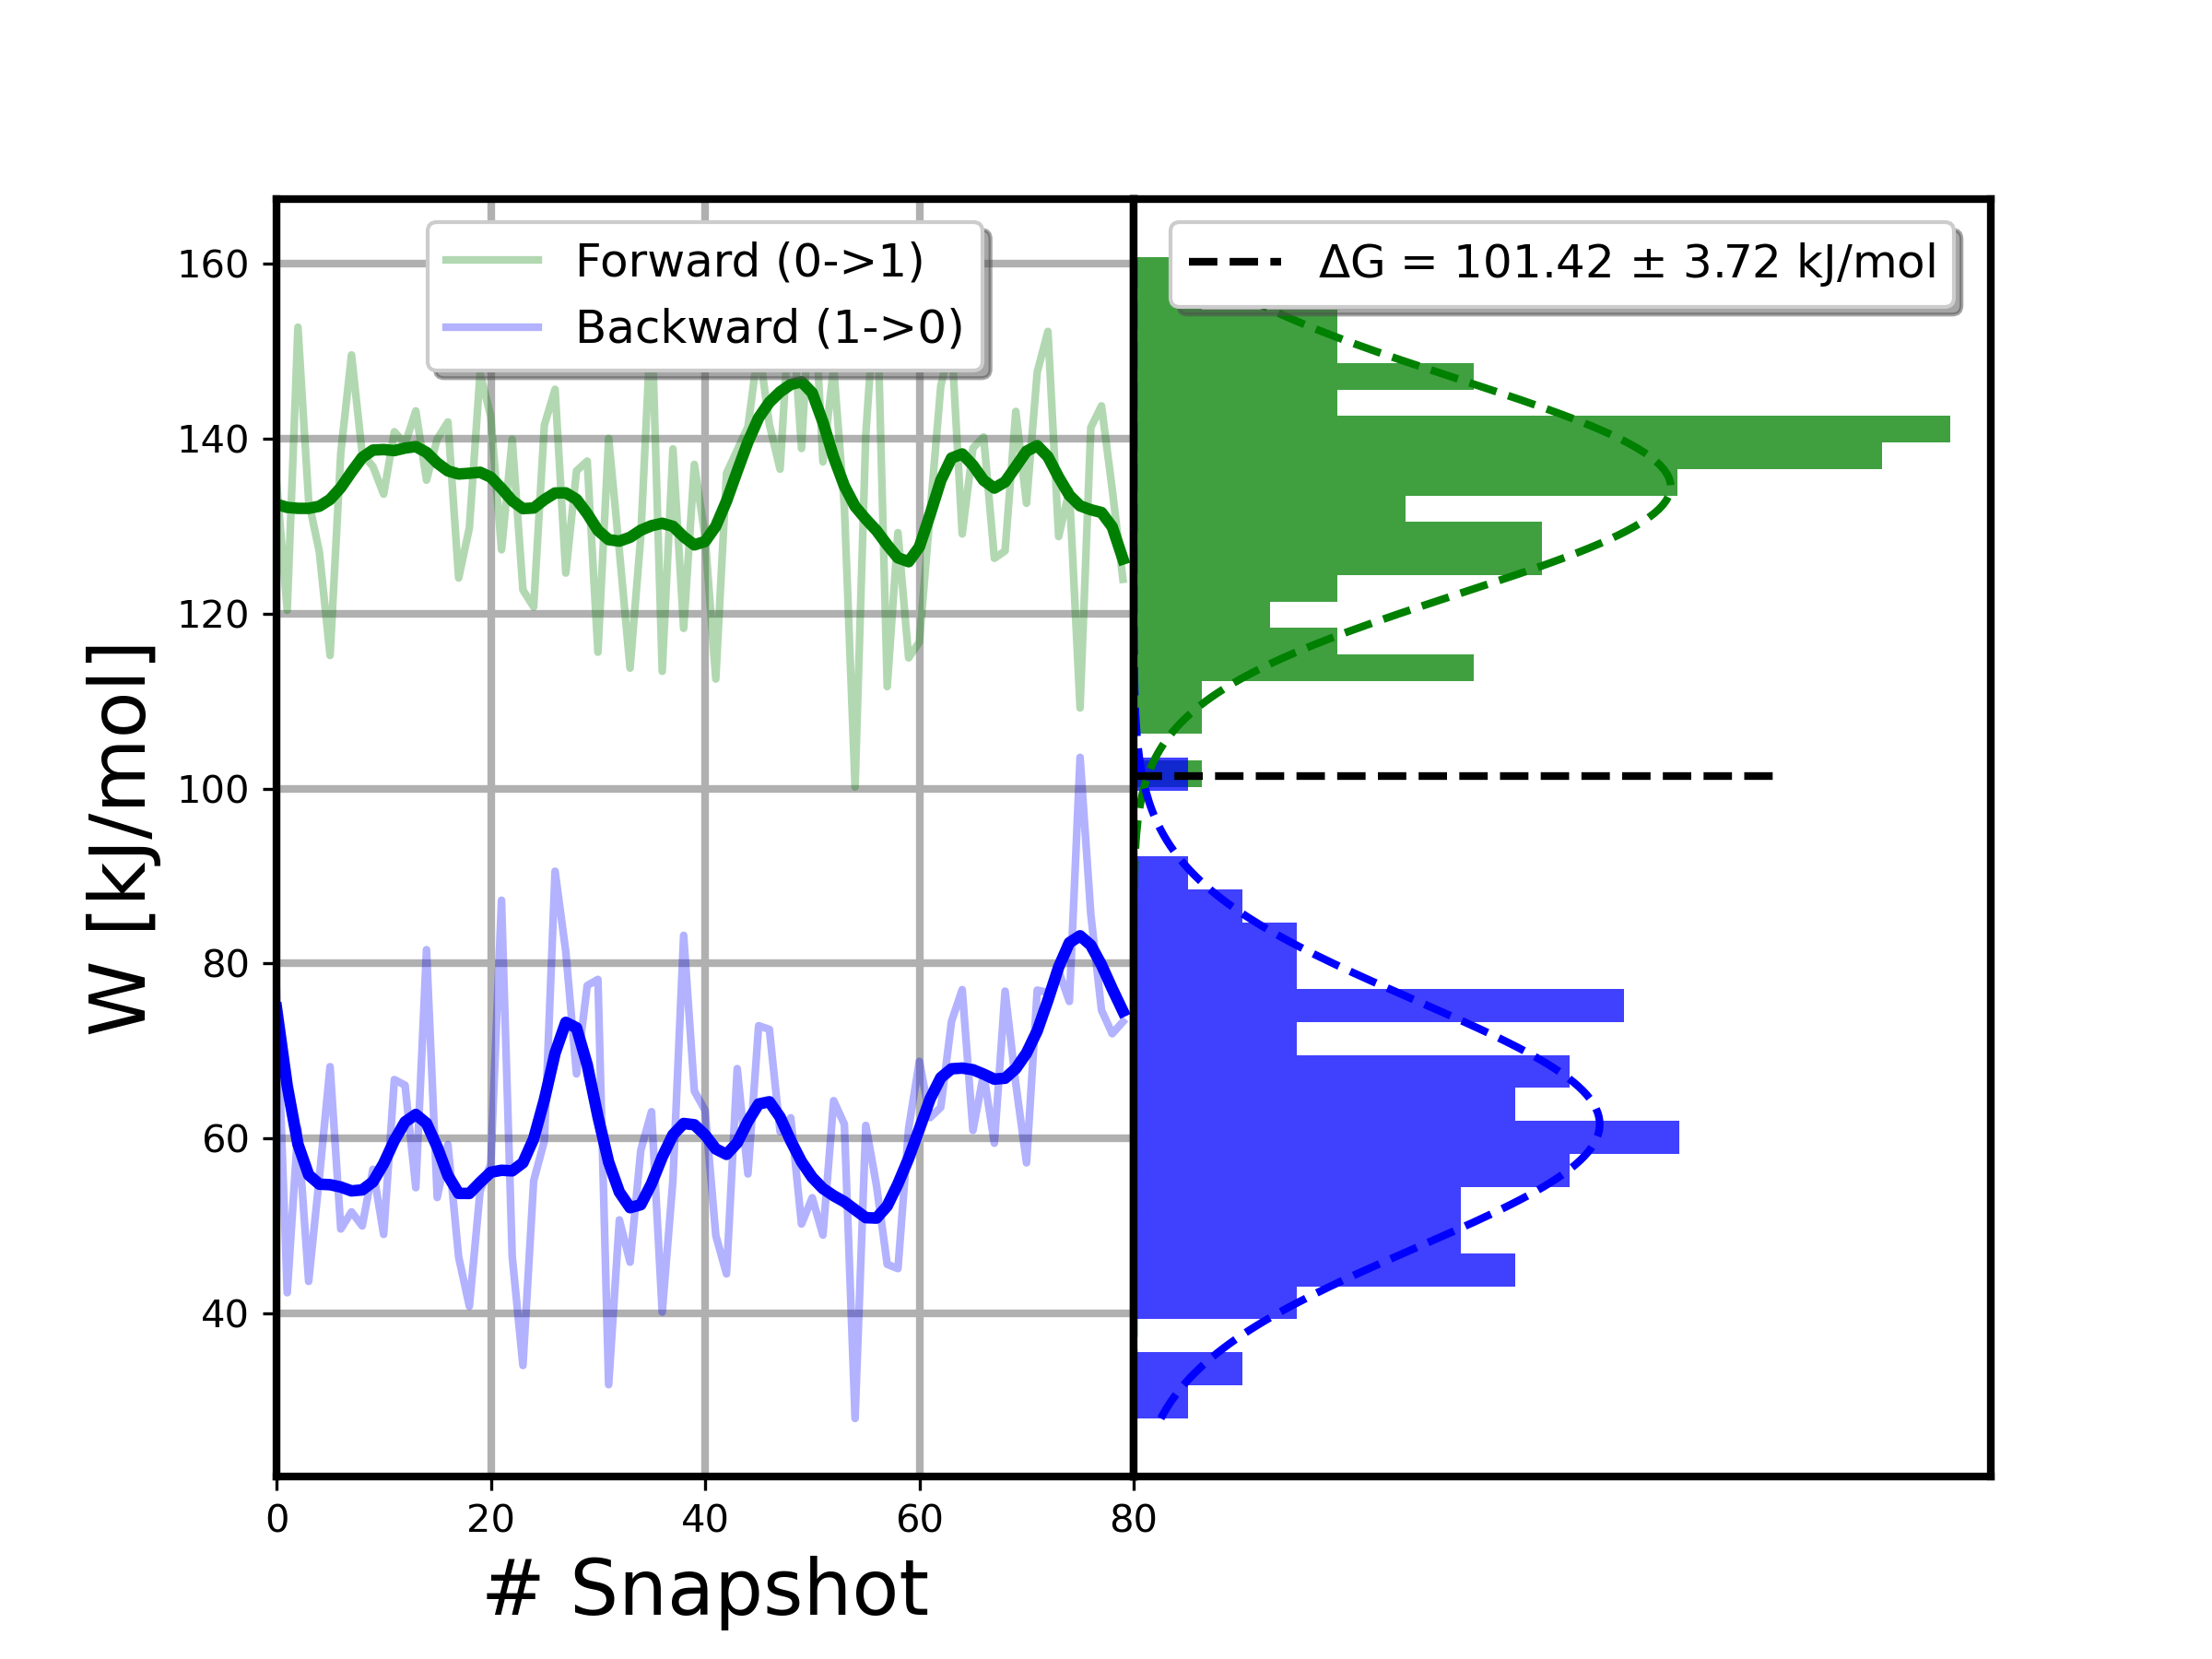 Forward (0->1)
Backward (1->0)
ΔG = 101.42 ± 3.72 kJ/mol
W [kJ/mol]
160
140
120
100
80
60
40
0 20 40 60 80
# Snapshot